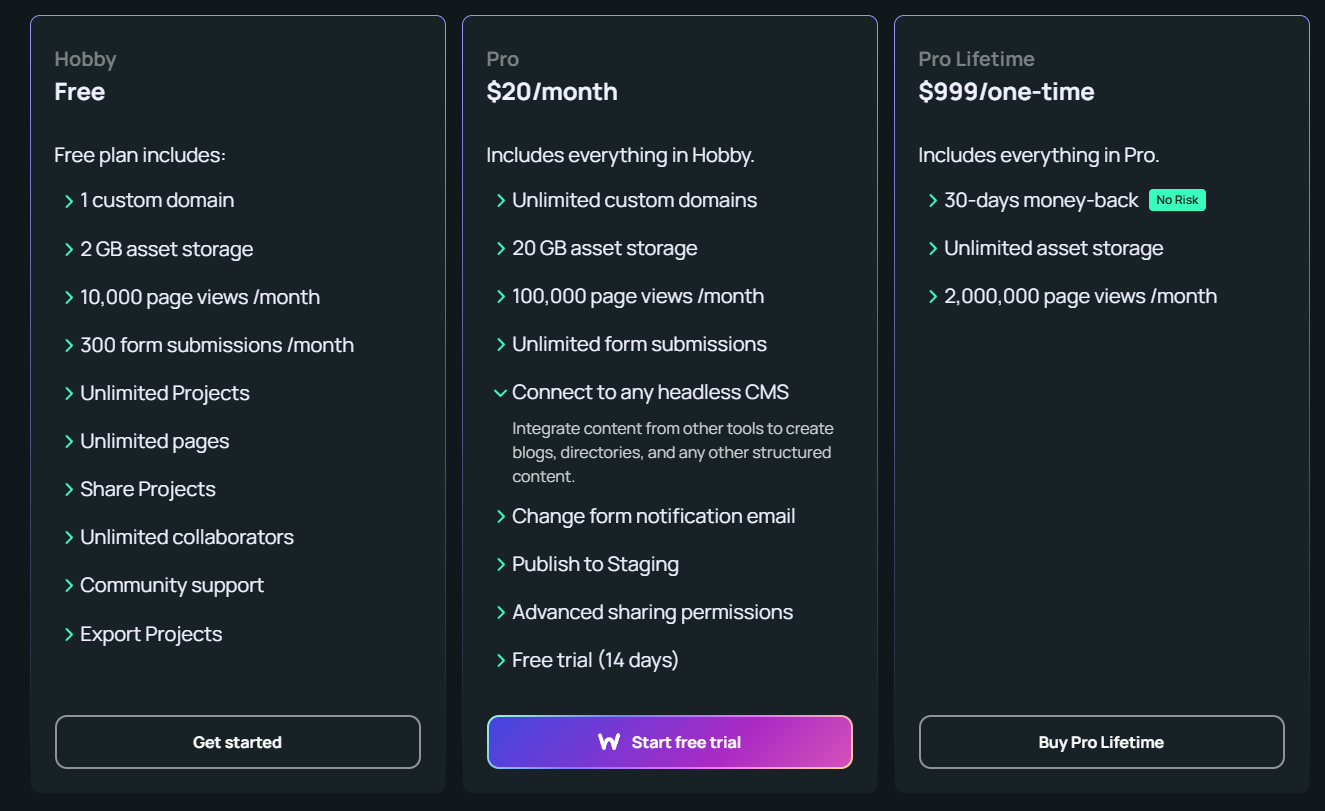 Hobby
Free
Free plan includes:
1 custom domain
2 GB asset storage
10,000 page views /month
300 form submissions /month
Unlimited Projects
Unlimited pages
Share Projects
Unlimited collaborators
Community support
Export Projects
Get started
Pro
$20/month
Includes everything in Hobby.
Unlimited custom domains
20 GB asset storage
100,000 page views /month
Unlimited form submissions
Connect to any headless CMS
Integrate content from other tools to create
blogs, directories, and any other structured
content.
Change form notification email
Publish to Staging
Advanced sharing permissions
Free trial (14 days)
Start free trial
Pro Lifetime
$999/one-time
Includes everything in Pro.
30-days money-back No Risk
Unlimited asset storage
2,000,000 page views /month
Buy Pro Lifetime